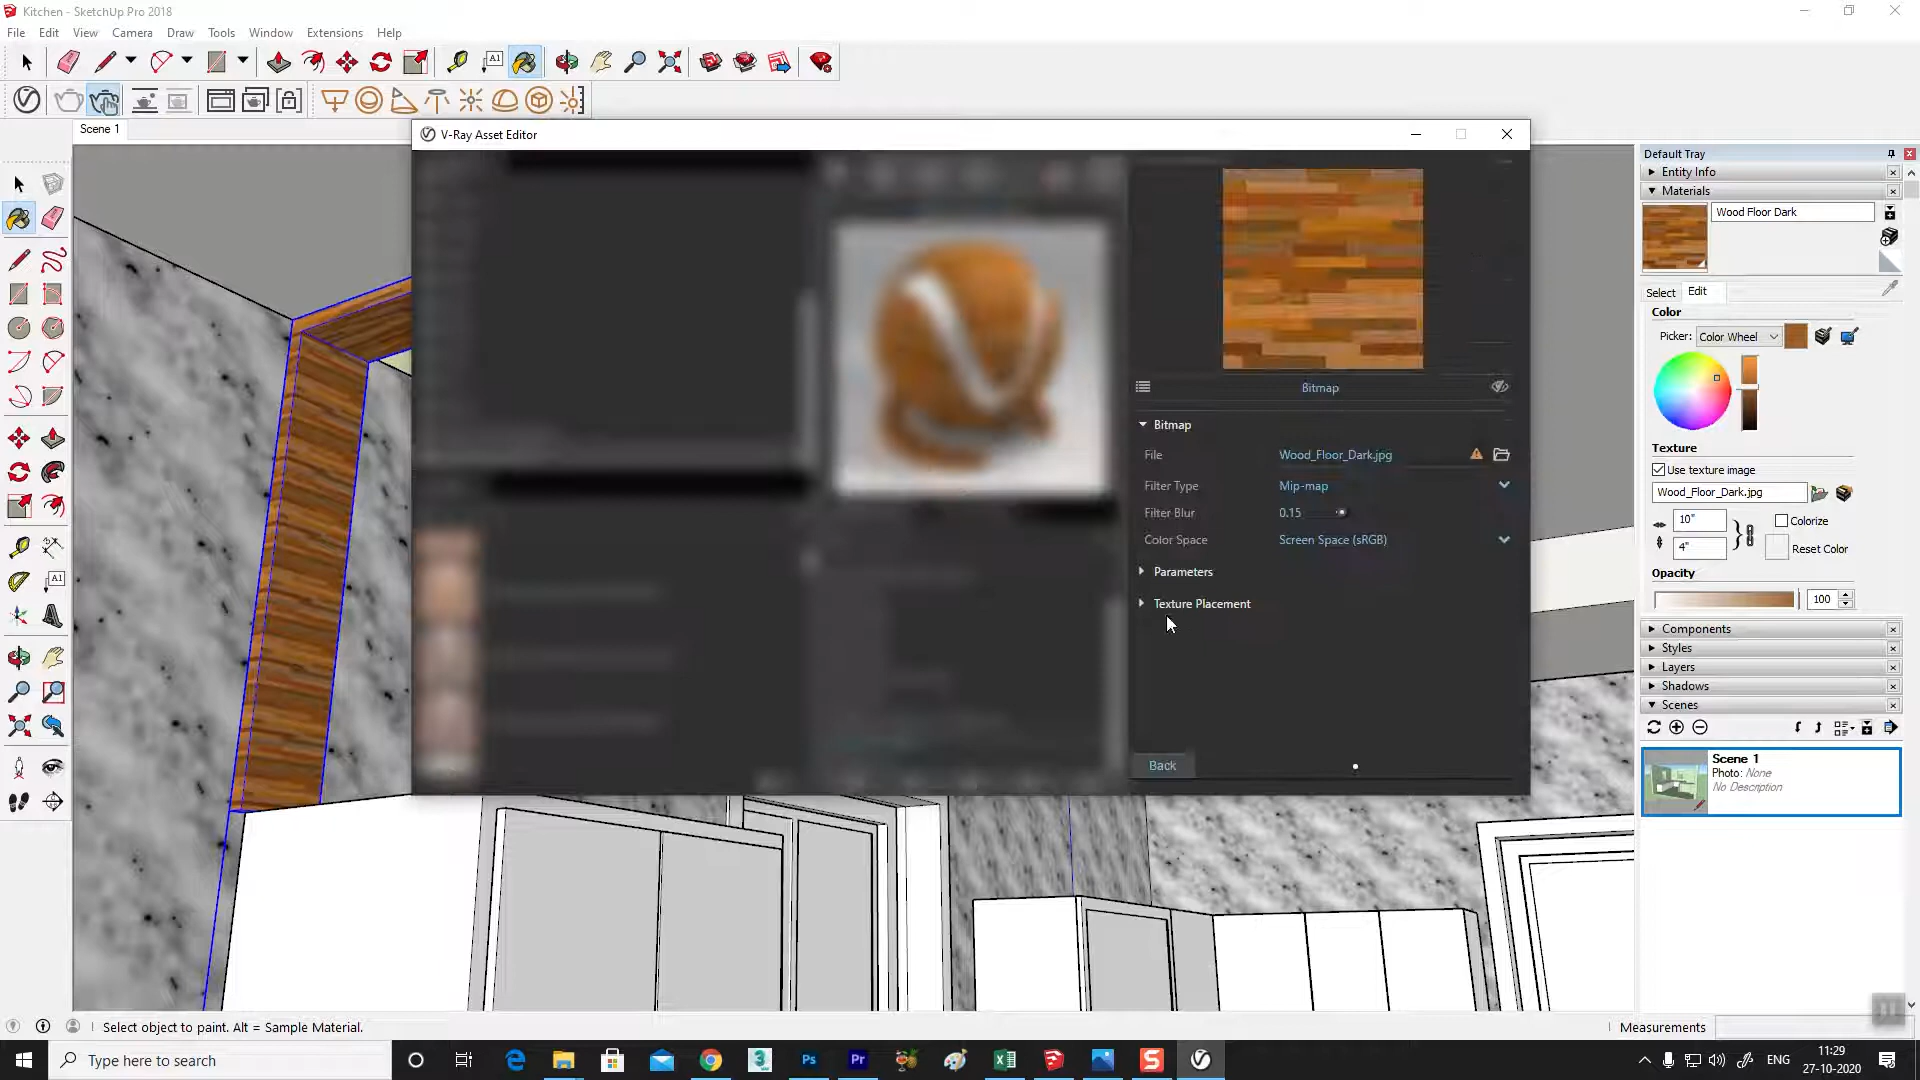 Kitchen - SketchUp Pro 2018
File Edit View Camera Draw Tools Window Extensions Help
A1
Scene 1
V-Ray Asset Editor
Bitmap
Bitmap
File Wood_Floor_Dark.jpg
Filter Type Mip-map
Filter Blur 0.15
Color Space Screen Space (sRGB)
Parameters
Texture Placement
Back
Default Tray
Entity Info
Materials
Wood Floor Dark
Select Edit
Color
Picker: Color Wheel
Texture
Use texture image
Wood_Floor_Dark.jpg
10" Colorize
4" Reset Color
Opacity
100
Components
Styles
Layers
Shadows
Scenes
Scene 1
Photo: None
No Description
A1
Select object to paint. Alt = Sample Material.
Measurements
Type here to search
3
Ps
Pr
S
ENG
11:29
27-10-2020